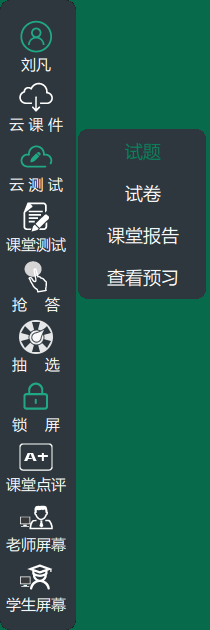 刘凡
云课件
云测试
试题
试卷
课堂报告
查看预习
课堂测试
抢 答
抽 选
锁 屏
A+
课堂点评
老师屏幕
学生屏幕